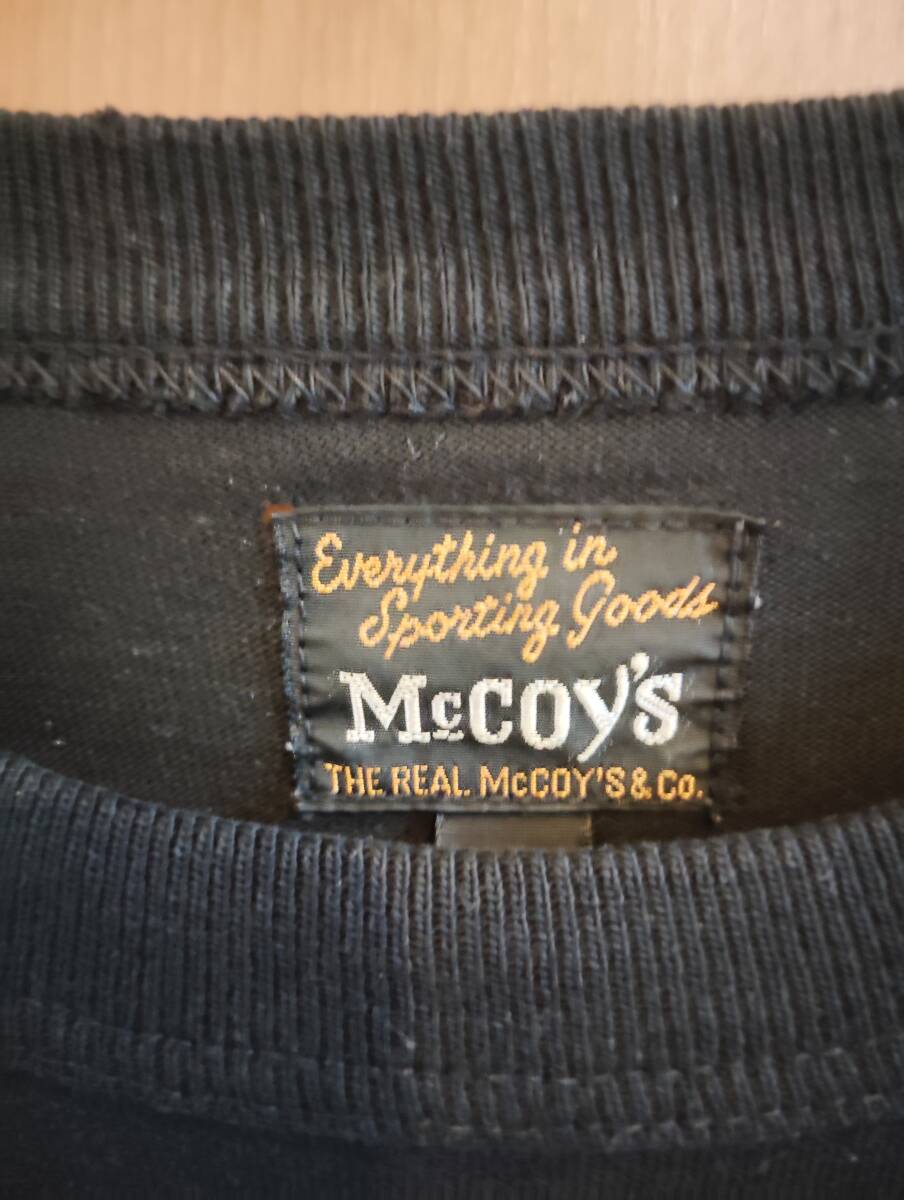 Everything in
Sporting Goods
McCOY'S
THE REAL McCOY'S & Co.